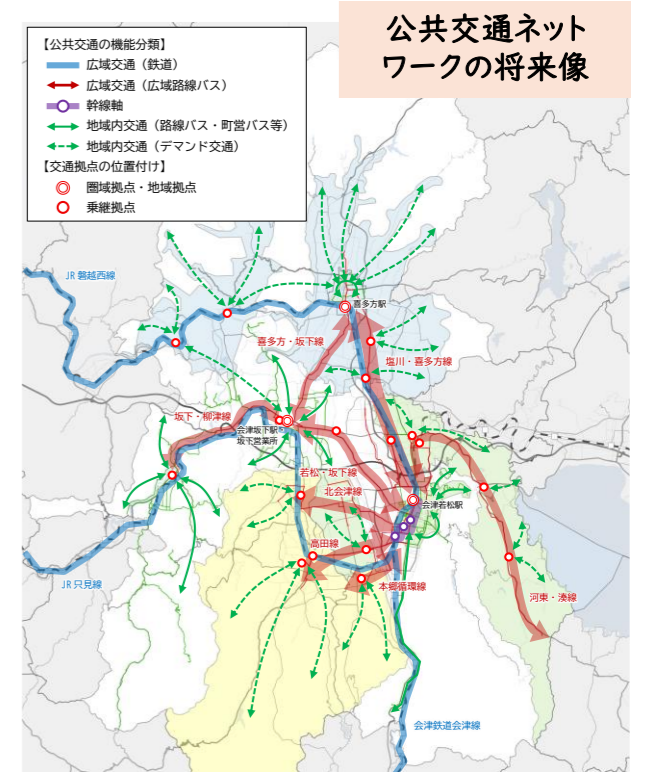 公共交通ネット
ワークの将来像
【公共交通の機能分類】
広域交通（鉄道）
広域交通（広域路線バス）
幹線軸
地域内交通（路線バス・町営バス等）
地域内交通（デマンド交通）
【交通拠点の位置付け】
圏域拠点・地域拠点
乗継拠点
JR 磐越西線
喜多方駅
喜多方・坂下線
塩川・喜多方線
坂下・柳津線
会津坂下駅
坂下営業所
若松・坂下線
北会津線
会津若松駅
高田線
JR 只見線
本郷循環線
河東・湊線
会津鉄道会津線